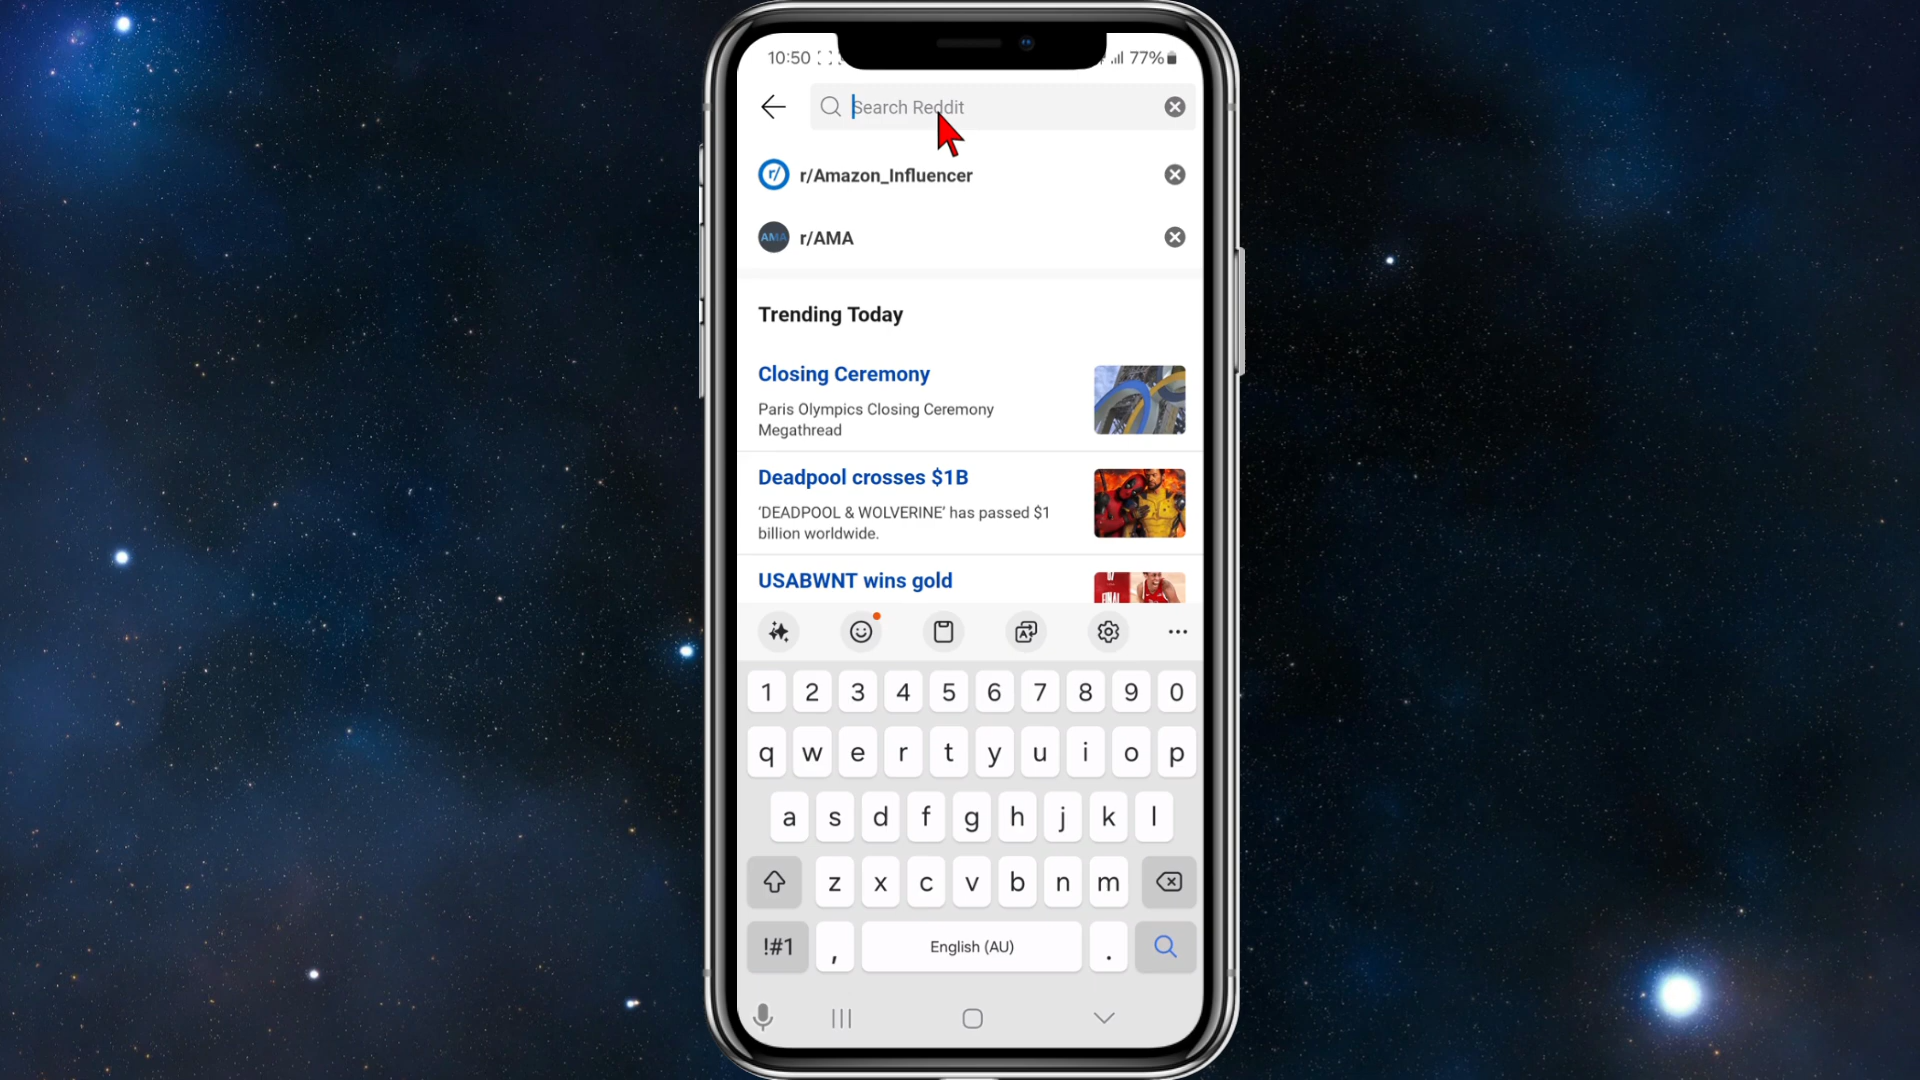 10:50 77%
Search Reddit
r/ r/Amazon_Influencer
AMA r/AMA
Trending Today
Closing Ceremony
Paris Olympics Closing Ceremony
Megathread
Deadpool crosses $1B
‘DEADPOOL & WOLVERINE’ has passed $1
billion worldwide.
USABWNT wins gold
1 2 3 4 5 6 7 8 9 0
q w e r t y u i o p
a s d f g h j k l
z x c v b n m
!#1 , English (AU) .